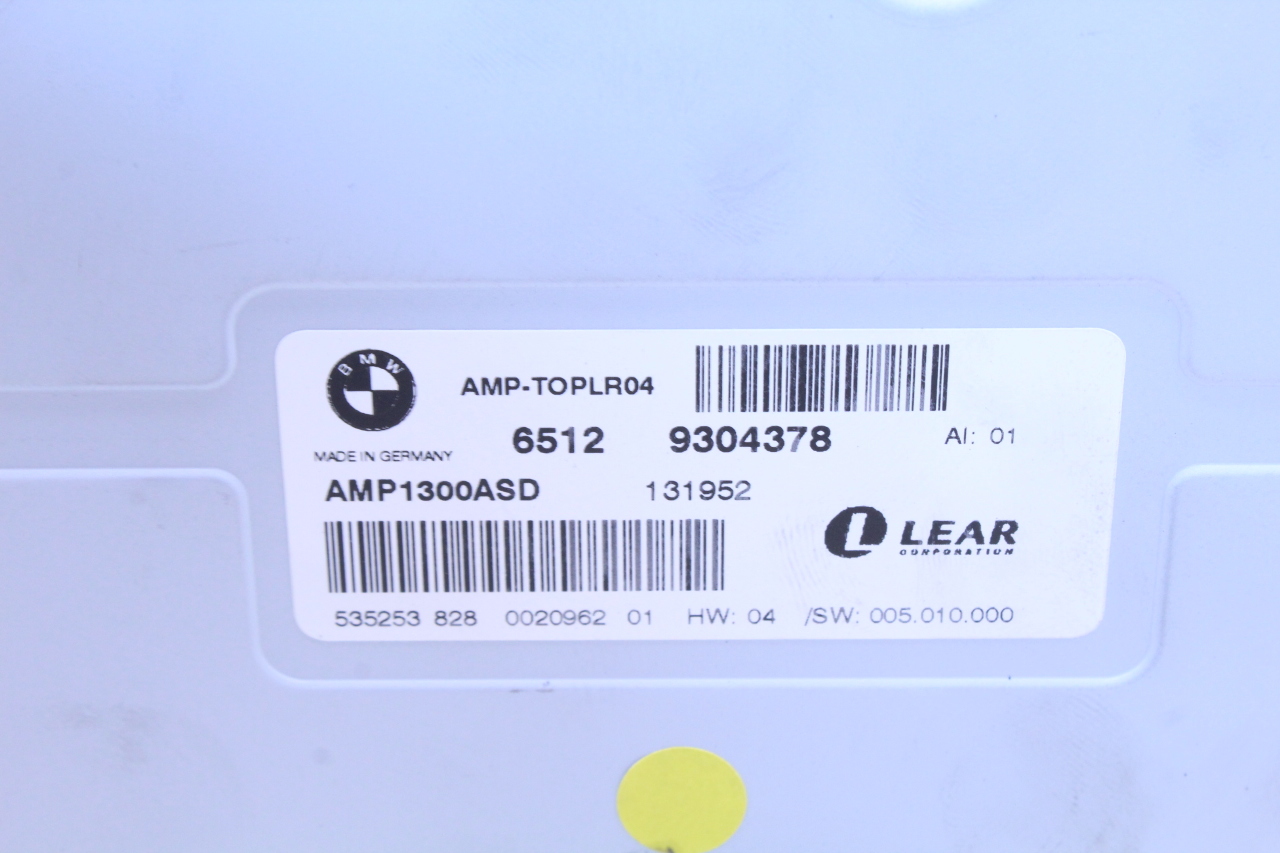 BMW
AMP-TOPLR04
6512 9304378 AI: 01
MADE IN GERMANY
AMP1300ASD 131952
L LEAR
CORPORATION
535253 828 0020962 01 HW: 04 /SW: 005.010.000